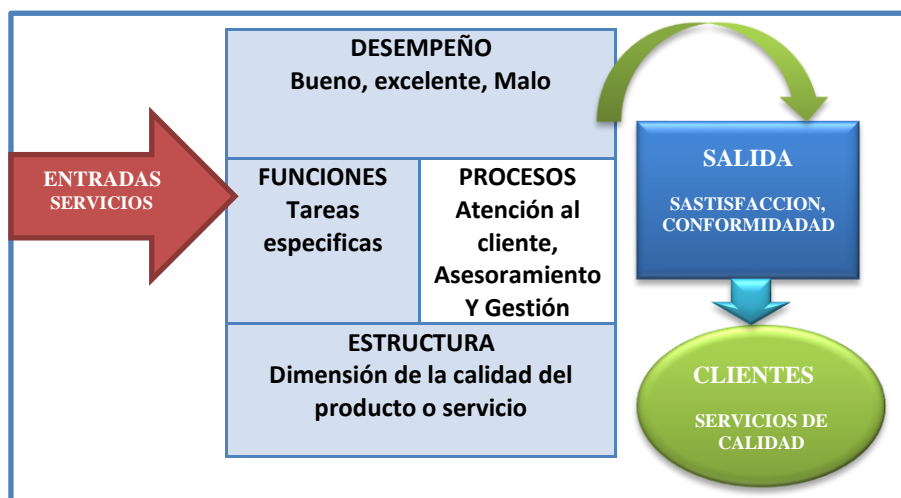 DESEMPEÑO
Bueno, excelente, Malo
ENTRADAS
SERVICIOS
FUNCIONES
Tareas
especificas
PROCESOS
Atención al
cliente,
Asesoramiento
Y Gestión
ESTRUCTURA
Dimensión de la calidad del
producto o servicio
SALIDA
SASTISFACCION,
CONFORMIDADAD
CLIENTES
SERVICIOS DE
CALIDAD